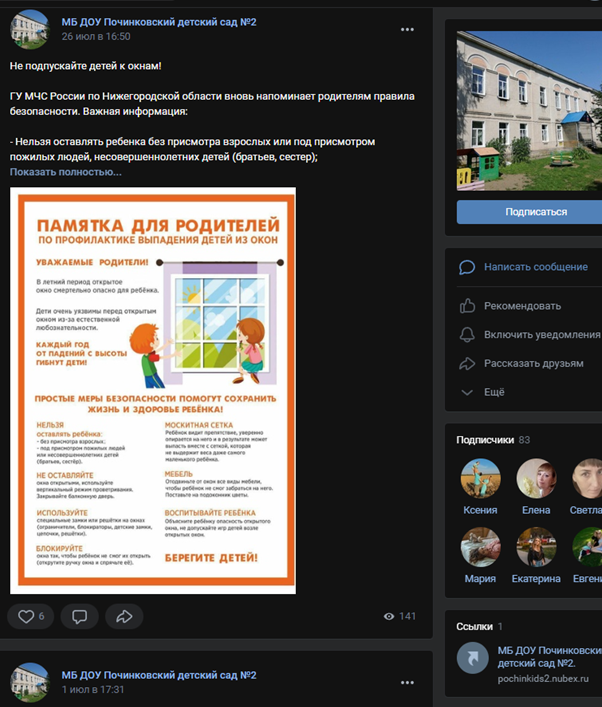 МБ ДОУ Починковский детский сад №2
26 июл в 16:50
Не подпускайте детей к окнам!
ГУ МЧС России по Нижегородской области вновь напоминает родителям правила
безопасности. Важная информация:
- Нельзя оставлять ребенка без присмотра взрослых или под присмотром
пожилых людей, несовершеннолетних детей (братьев, сестер);
Показать полностью...
ПАМЯТКА ДЛЯ РОДИТЕЛЕЙ
ПО ПРОФИЛАКТИКЕ ВЫПАДЕНИЯ ДЕТЕЙ ИЗ ОКОН
УВАЖАЕМЫЕ РОДИТЕЛИ!
В летний период открытое
окно смертельно опасно для ребёнка.
Дети очень уязвимы перед открытым
окном из-за естественной
любознательности.
КАЖДЫЙ ГОД
ОТ ПАДЕНИЙ С ВЫСОТЫ
ГИБНУТ ДЕТИ!
ПРОСТЫЕ МЕРЫ БЕЗОПАСНОСТИ ПОМОГУТ СОХРАНИТЬ
ЖИЗНЬ И ЗДОРОВЬЕ РЕБЁНКА!
НЕЛЬЗЯ
оставлять ребёнка:
- без присмотра взрослых;
- под присмотром пожилых людей
или несовершеннолетних детей
(братьев, сестёр).
НЕ ОСТАВЛЯЙТЕ
окна открытыми, используйте
вертикальный режим проветривания.
Закрывайте балконную дверь.
ИСПОЛЬЗУЙТЕ
специальные замки или решётки на окнах
(ограничители, блокираторы, детские замки,
цепочки, решётки).
БЛОКИРУЙТЕ
окно так, чтобы ребёнок не смог их открыть
(открутите ручку окна и спрячьте её).
МОСКИТНАЯ СЕТКА
Ребёнок видит препятствие, уверенно
опирается на него и в результате может
выпасть вместе с сеткой, которая
не выдержит веса даже самого
маленького ребёнка.
МЕБЕЛЬ
Отодвиньте от окон все виды мебели,
чтобы ребёнок не смог забраться на него.
Поставьте на подоконник цветы.
ВОСПИТЫВАЙТЕ РЕБЁНКА
Объясните ребёнку опасность открытого
окна, не допускайте игр детей возле
открытых окон.
БЕРЕГИТЕ ДЕТЕЙ!
6
141
МБ ДОУ Починковский детский сад №2
1 июл в 17:31
Подписаться
Написать сообщение
Рекомендовать
Включить уведомления
Рассказать друзьям
Ещё
Подписчики 83
Ксения Елена Светла
Мария Екатерина Евгени
Ссылки 1
МБ ДОУ Починковски
детский сад №2.
pochinkids2.nubex.ru